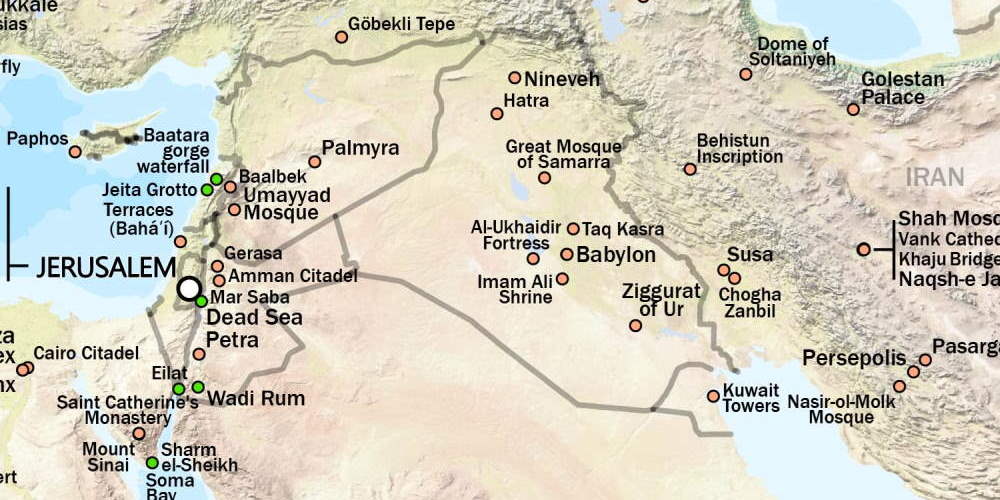 ukkale
sias
Göbekli Tepe
Dome of
Soltaniyeh
fly
Nineveh
Golestan
Palace
Hatra
Paphos
Baatara
gorge
waterfall
Palmyra
Great Mosque
of Samarra
Behistun
Inscription
Jeita Grotto
Baalbek
Umayyad
Mosque
IRAN
Terraces
(Bahá´í)
Al-Ukhaidir
Fortress
Taq Kasra
Shah Mosq
Vank Cathed
Khaju Bridge
Naqsh-e Ja
Gerasa
Babylon
Susa
JERUSALEM
Amman Citadel
Imam Ali
Shrine
Chogha
Zanbil
Mar Saba
Dead Sea
Ziggurat
of Ur
Petra
za
ex
nx
Cairo Citadel
Persepolis
Pasarga
Eilat
Wadi Rum
Kuwait
Towers
Nasir-ol-Molk
Mosque
Saint Catherine's
Monastery
Mount
Sinai
Sharm
el-Sheikh
Soma
Bay
ert